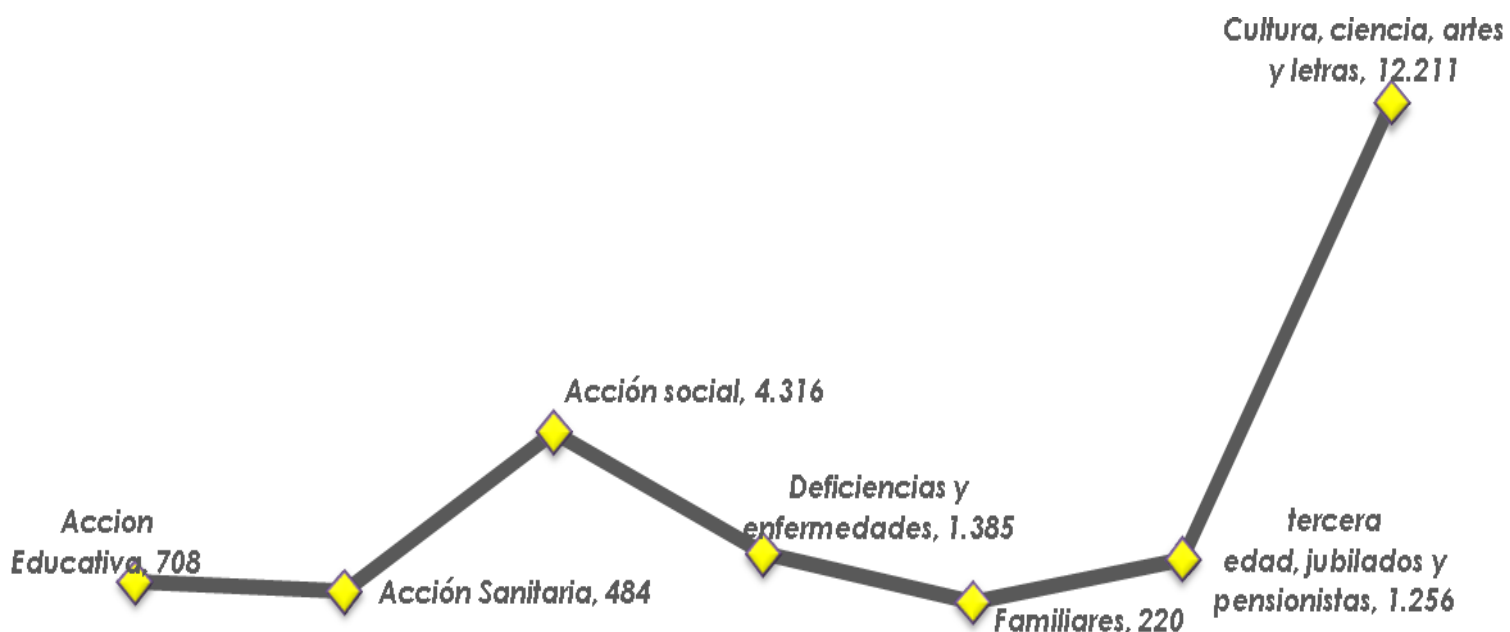 Cultura, ciencia, artes
y letras, 12.211
Acción social, 4.316
Deficiencias y
enfermedades, 1.385
Accion
Educativa, 708
tercera
edad, jubilados y
pensionistas, 1.256
Acción Sanitaria, 484
Familiares, 220